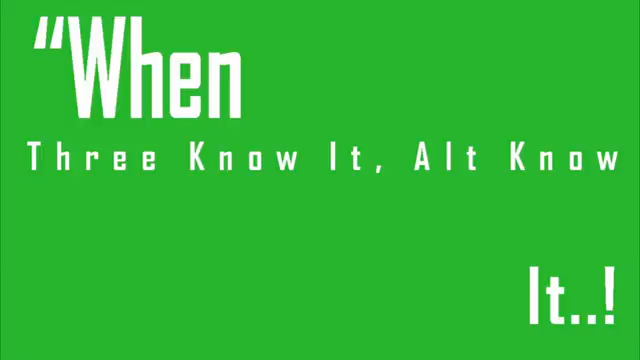 “When
Three Know It, Alt Know
It..!